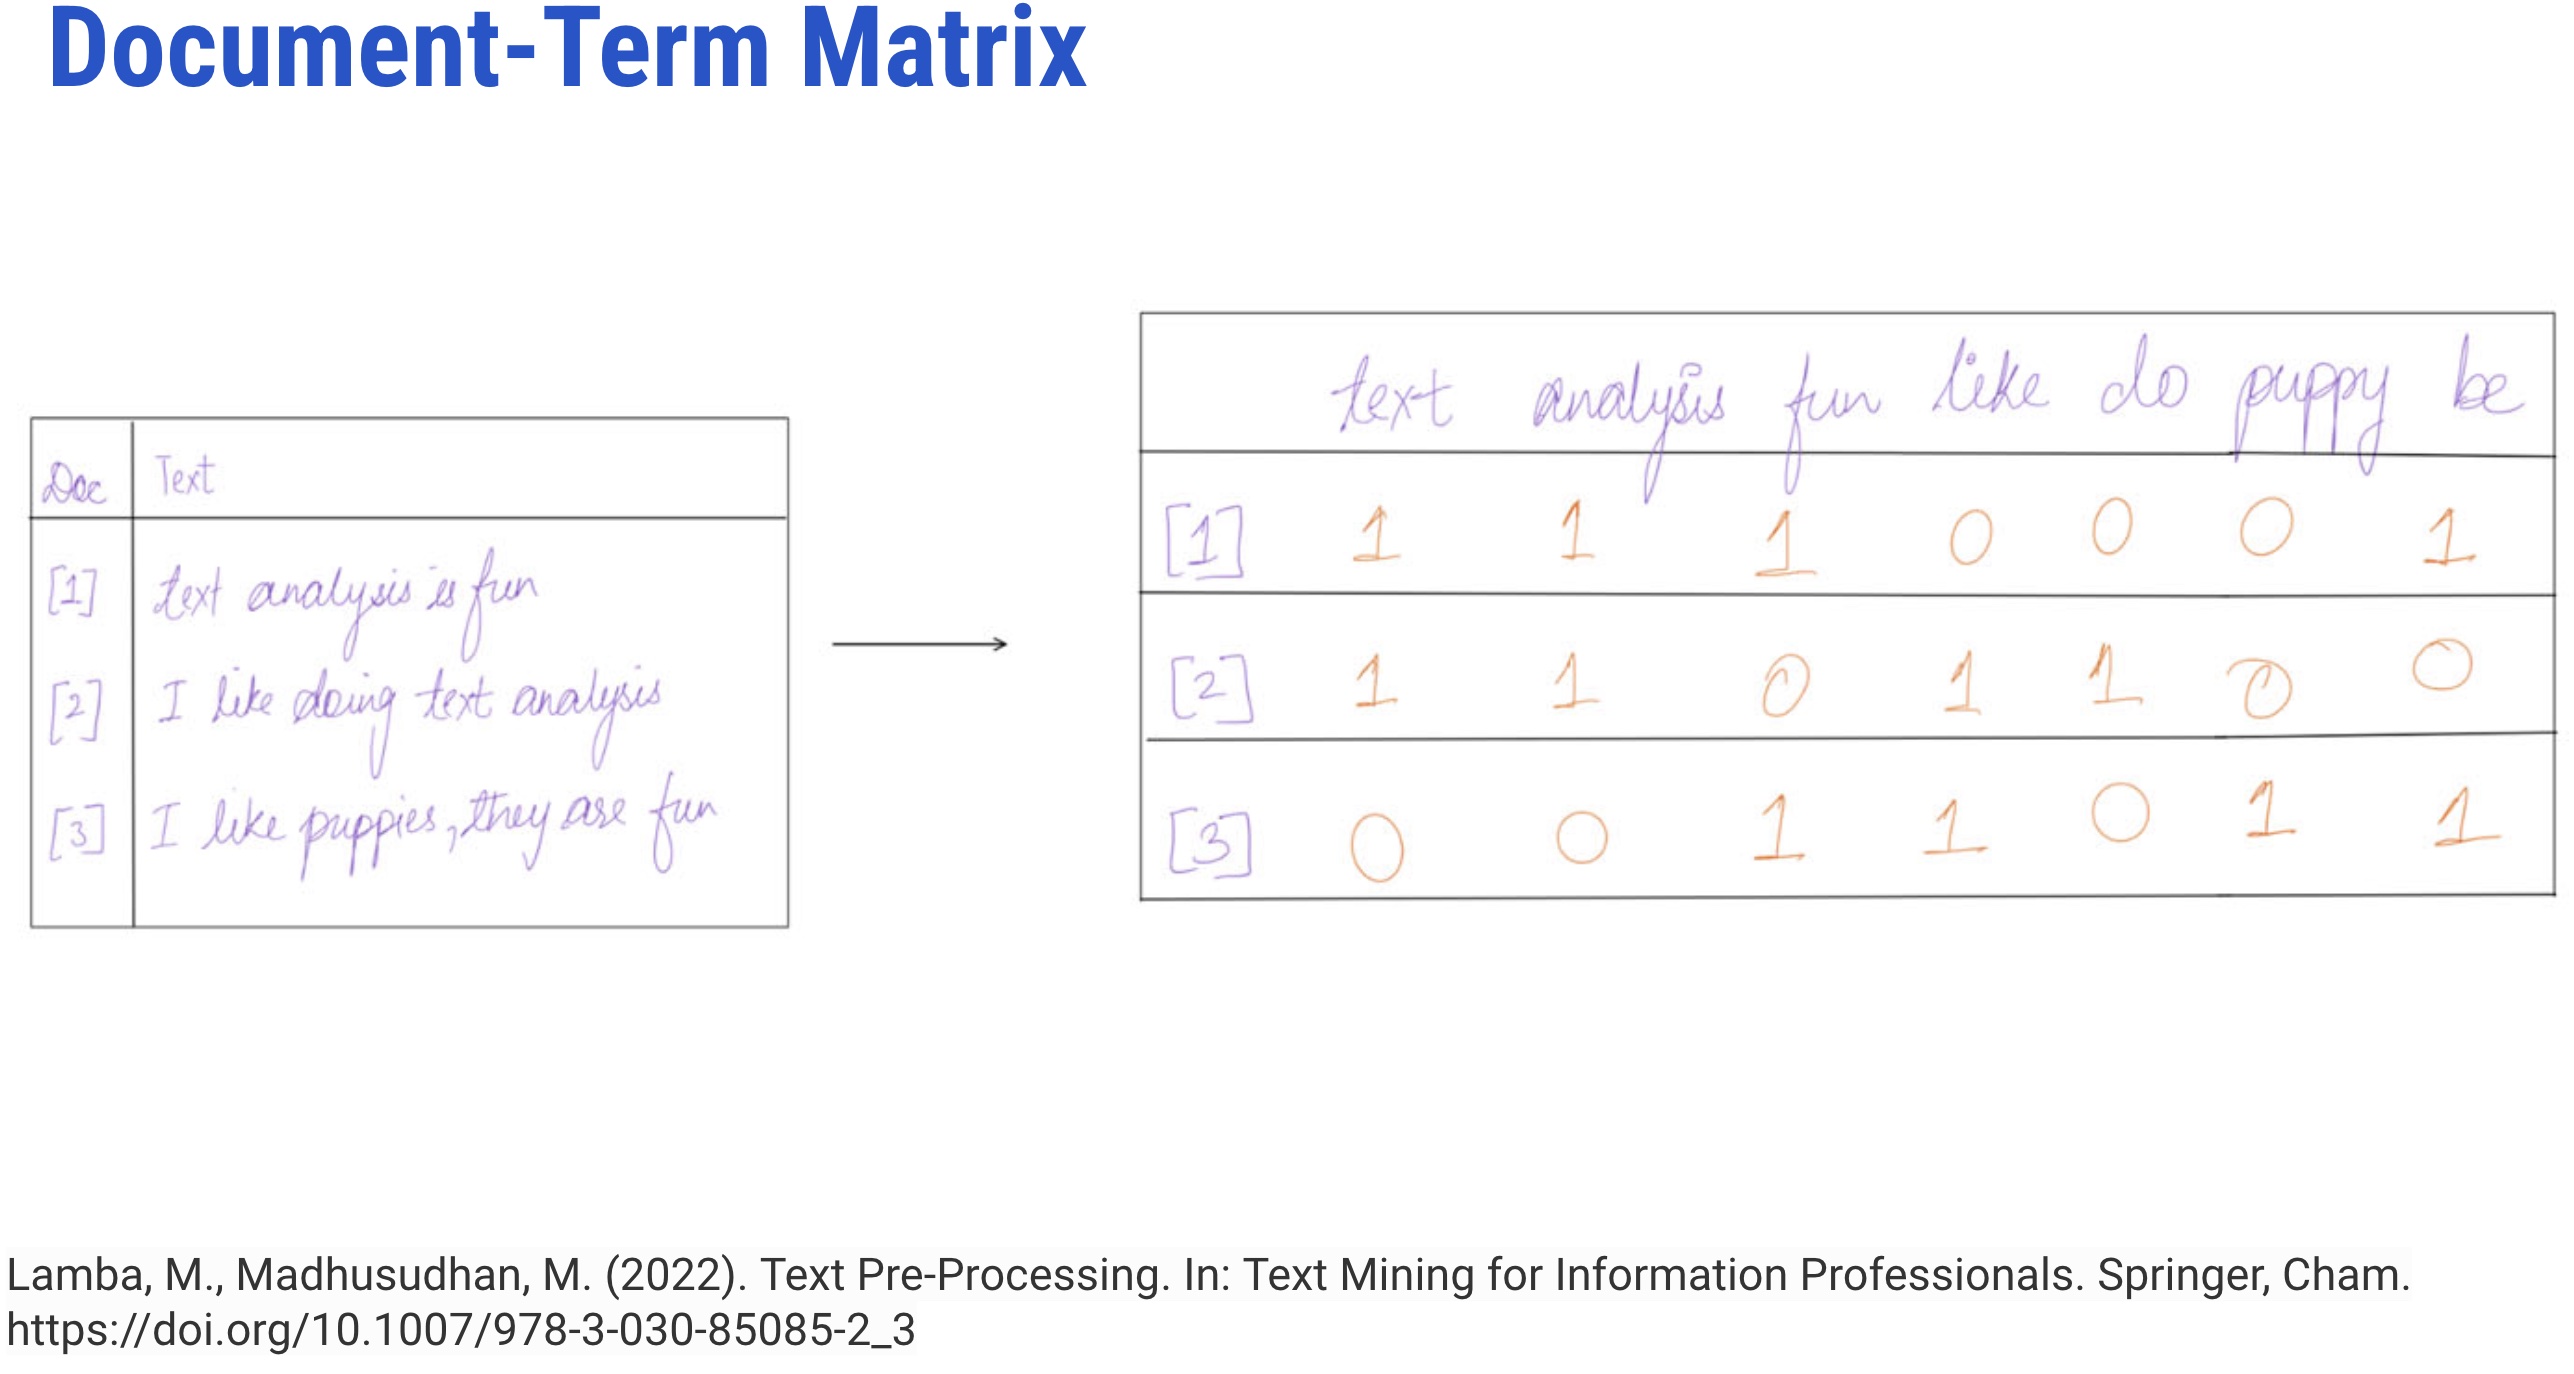 Document-Term Matrix
Doc Text
[1] text analysis is fun
[2] I like doing text analysis
[3] I like puppies, they are fun
text analysis fun like do puppy be
[1] 1 1 1 0 0 0 1
[2] 1 1 0 1 1 0 0
[3] 0 0 1 1 0 1 1
Lamba, M., Madhusudhan, M. (2022). Text Pre-Processing. In: Text Mining for Information Professionals. Springer, Cham.
https://doi.org/10.1007/978-3-030-85085-2_3